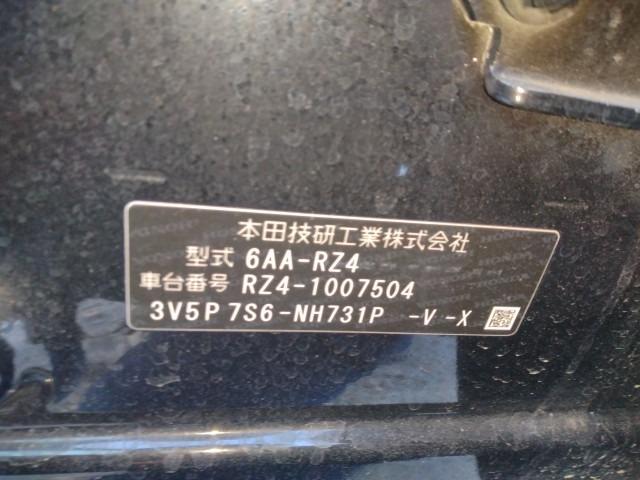 本田技研工業株式会社
型式 6AA-RZ4
車台番号 RZ4-1007504
3V5P 7S6-NH731P -V -X